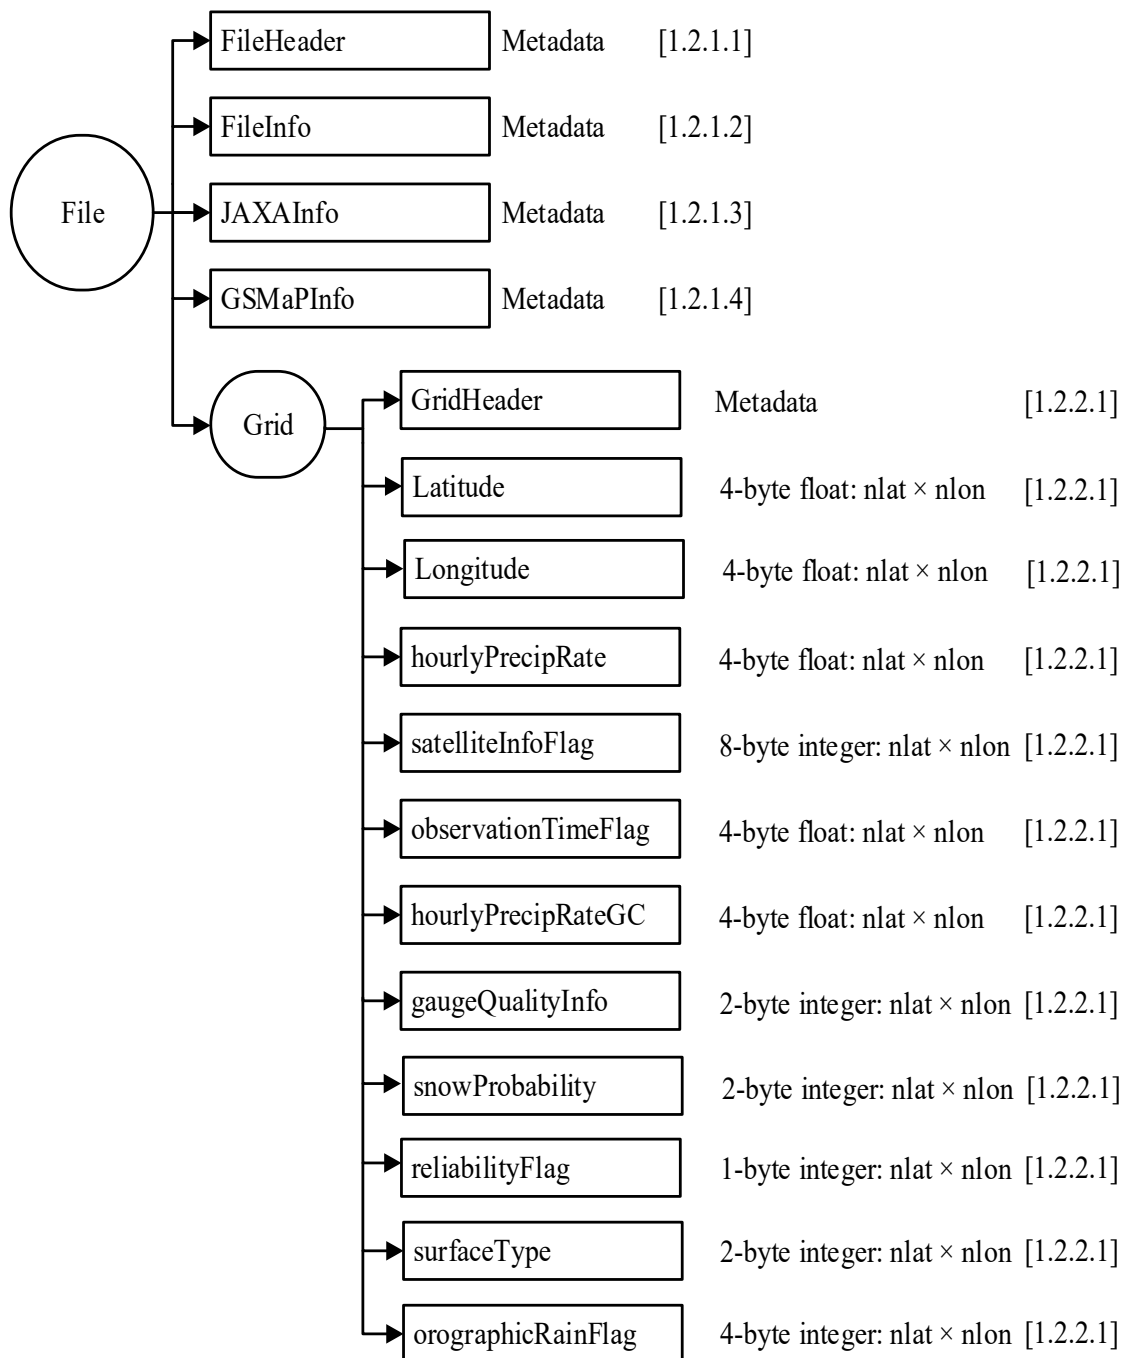 FileHeader Metadata [1.2.1.1]
FileInfo Metadata [1.2.1.2]
File
JAXAInfo Metadata [1.2.1.3]
GSMaPInfo Metadata [1.2.1.4]
Grid
GridHeader Metadata [1.2.2.1]
Latitude 4-byte float: nlat × nlon [1.2.2.1]
Longitude 4-byte float: nlat × nlon [1.2.2.1]
hourlyPrecipRate 4-byte float: nlat × nlon [1.2.2.1]
satelliteInfoFlag 8-byte integer: nlat × nlon [1.2.2.1]
observationTimeFlag 4-byte float: nlat × nlon [1.2.2.1]
hourlyPrecipRateGC 4-byte float: nlat × nlon [1.2.2.1]
gaugeQualityInfo 2-byte integer: nlat × nlon [1.2.2.1]
snowProbability 2-byte integer: nlat × nlon [1.2.2.1]
reliabilityFlag 1-byte integer: nlat × nlon [1.2.2.1]
surfaceType 2-byte integer: nlat × nlon [1.2.2.1]
orographicRainFlag 4-byte integer: nlat × nlon [1.2.2.1]